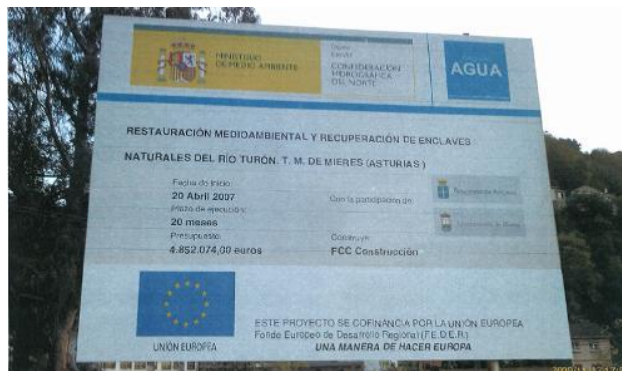 MINISTERIO
DE MEDIO AMBIENTE
CONFEDERACIÓN
HIDROGRÁFICA
DEL NORTE
AGUA
RESTAURACIÓN MEDIOAMBIENTAL Y RECUPERACIÓN DE ENCLAVES
NATURALES DEL RÍO TURÓN. T. M. DE MIERES (ASTURIAS)
Fecha de Inicio:
20 Abril 2007
Plazo de ejecución:
20 meses
Presupuesto:
4.852.074,00 euros
Con la participación de:
Construye:
FCC Construcción
UNIÓN EUROPEA
ESTE PROYECTO SE COFINANCIA POR LA UNIÓN EUROPEA
Fondo Europeo de Desarrollo Regional (F.E.D.E.R.)
UNA MANERA DE HACER EUROPA